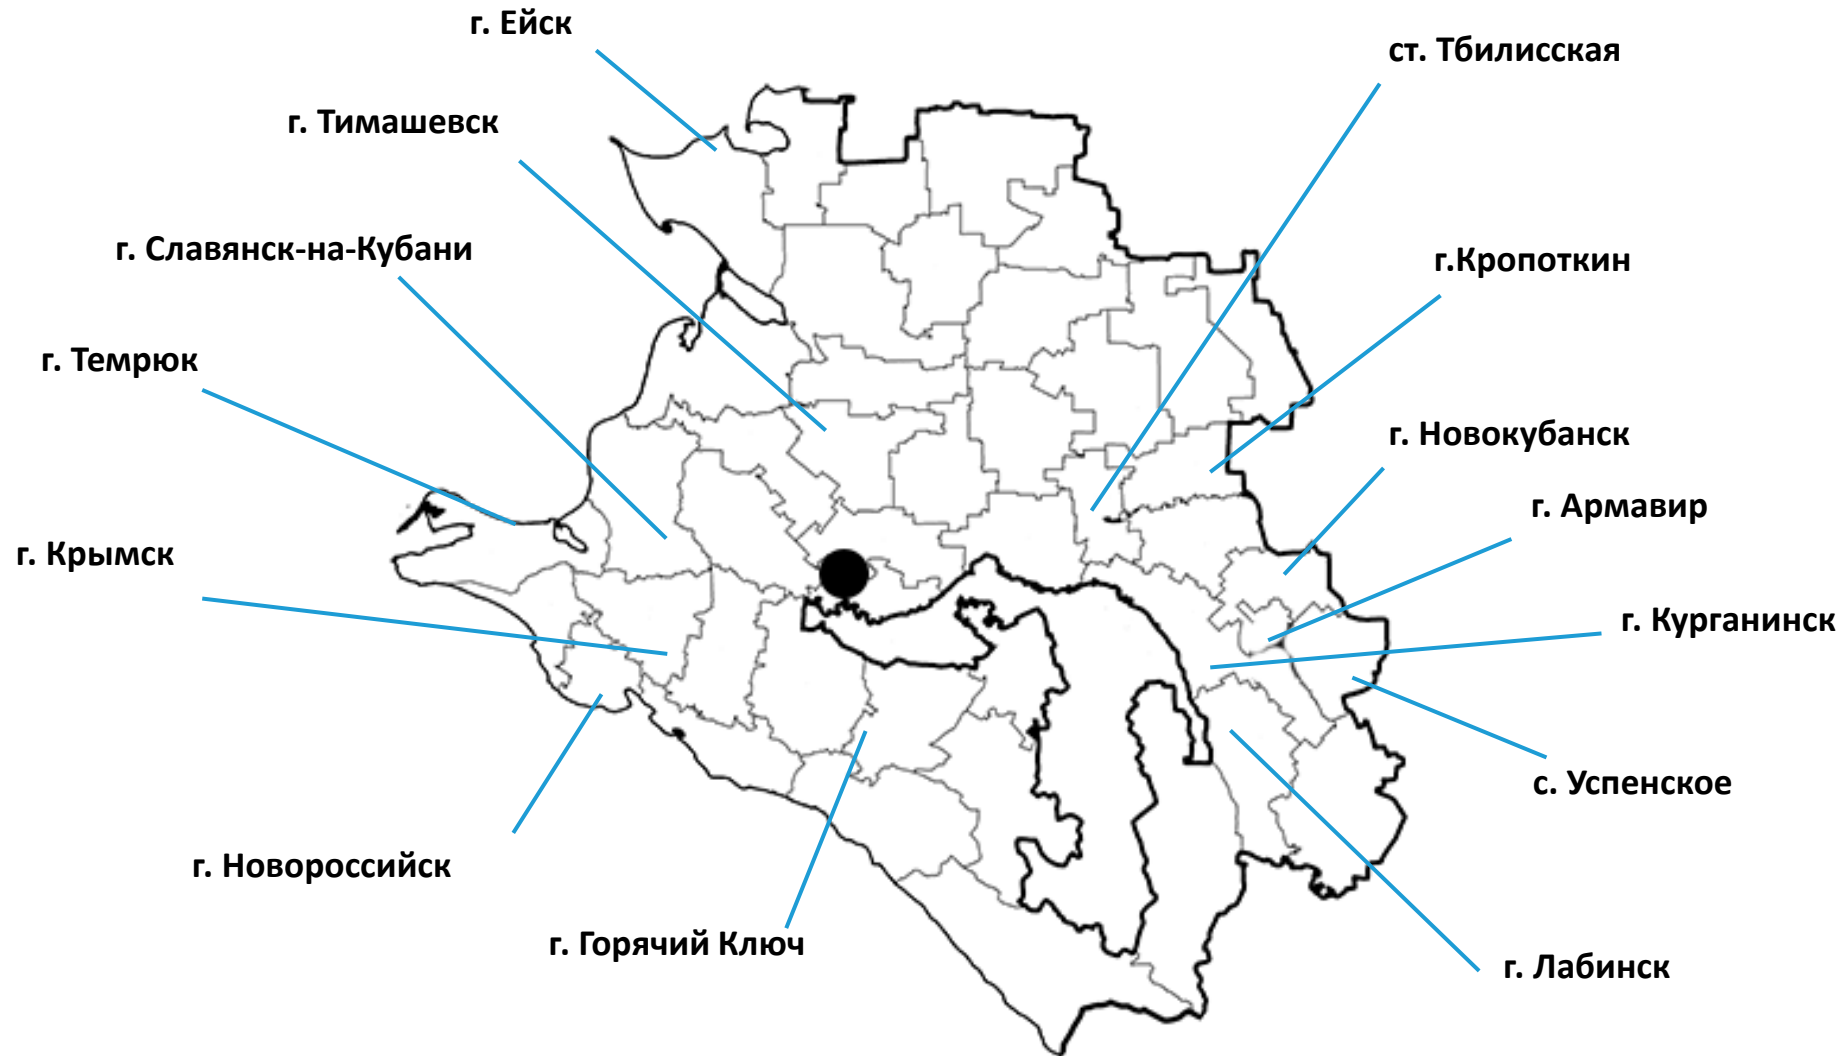 г. Ейск
ст. Тбилисская
г. Тимашевск
г. Славянск-на-Кубани
г.Кропоткин
г. Темрюк
г. Новокубанск
г. Армавир
г. Крымск
г. Курганинск
с. Успенское
г. Новороссийск
г. Горячий Ключ
г. Лабинск